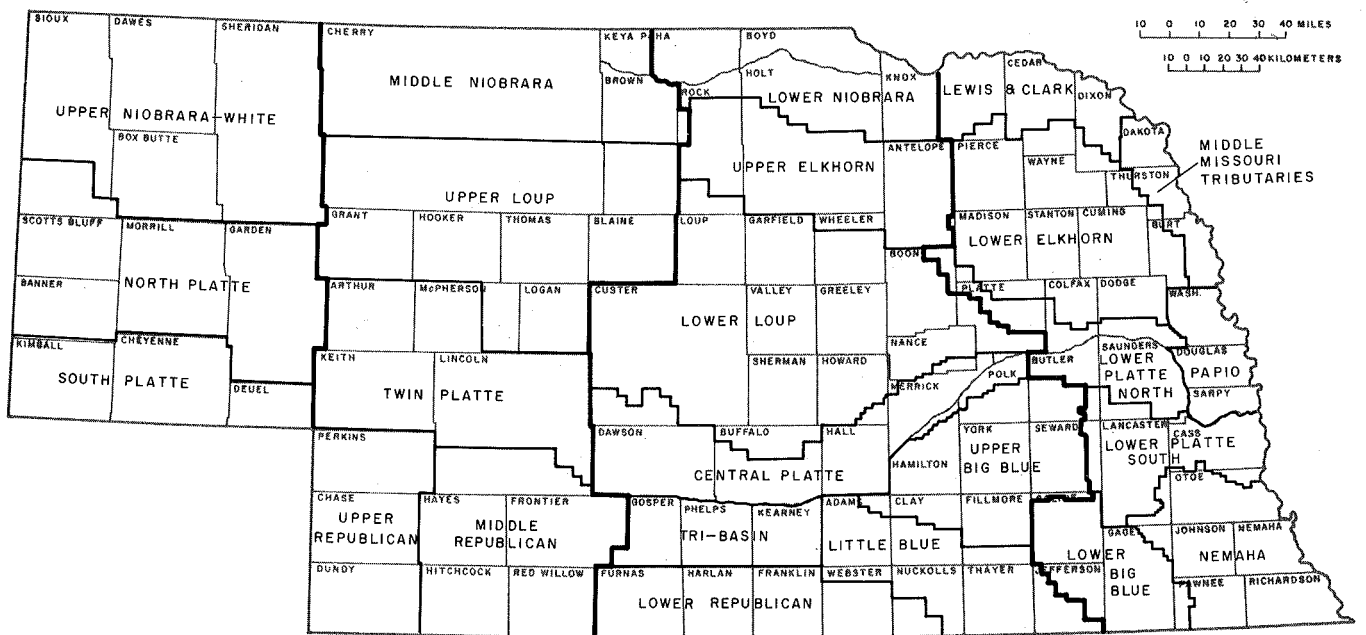 SIOUX
DAWES
SHERIDAN
CHERRY
KEYA PAHA
BOYD
10 0 10 20 30 40 MILES
10 0 10 20 30 40 KILOMETERS
MIDDLE NIOBRARA
BROWN
ROCK
HOLT
KNOX
CEDAR
LOWER NIOBRARA
LEWIS & CLARK
DIXON
UPPER NIOBRARA-WHITE
BOX BUTTE
DAKOTA
ANTELOPE
PIERCE
WAYNE
MIDDLE
MISSOURI
TRIBUTARIES
UPPER ELKHORN
THURSTON
UPPER LOUP
SCOTTS BLUFF
MORRILL
GARDEN
GRANT
HOOKER
THOMAS
BLAINE
LOUP
GARFIELD
WHEELER
MADISON
STANTON
CUMING
BURT
LOWER ELKHORN
BOON
BANNER
NORTH PLATTE
ARTHUR
McPHERSON
LOGAN
CUSTER
VALLEY
GREELEY
PLATTE
COLFAX
DODGE
WASH.
LOWER LOUP
KIMBALL
CHEYENNE
KEITH
LINCOLN
SHERMAN
HOWARD
NANCE
MERRICK
POLK
BUTLER
SAUNDERS
DOUGLAS
LOWER
PLATTE
NORTH
PAPIO
SOUTH PLATTE
DEUEL
TWIN PLATTE
SARPY
PERKINS
DAWSON
BUFFALO
HALL
HAMILTON
YORK
SEWARD
LANCASTER
CASS
CENTRAL PLATTE
UPPER
BIG BLUE
LOWER PLATTE
SOUTH
OTOE
CHASE
HAYES
FRONTIER
GOSPER
PHELPS
KEARNEY
ADAMS
CLAY
FILLMORE
UPPER
REPUBLICAN
MIDDLE
REPUBLICAN
TRI-BASIN
LITTLE BLUE
GAGE
JOHNSON
NEMAHA
LOWER
BIG
BLUE
NEMAHA
DUNDY
HITCHCOCK
RED WILLOW
FURNAS
HARLAN
FRANKLIN
WEBSTER
NUCKOLLS
THAYER
JEFFERSON
PAWNEE
RICHARDSON
LOWER REPUBLICAN